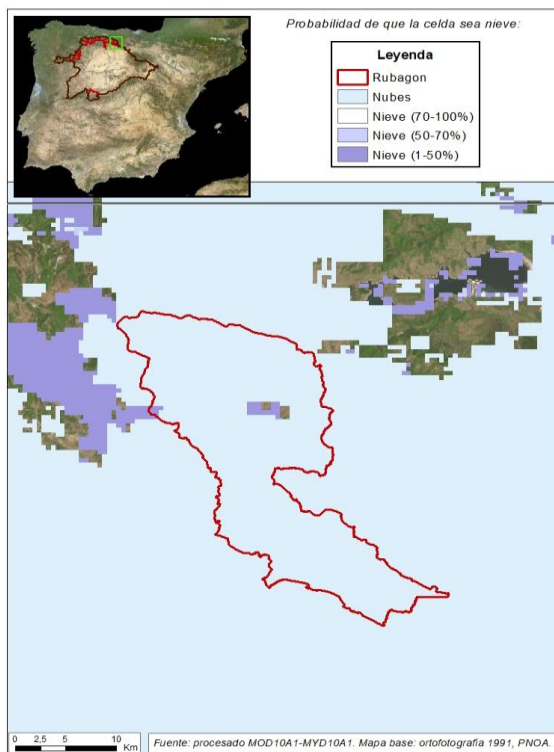 Probabilidad de que la celda sea nieve:
Leyenda
Rubagon
Nubes
Nieve (70-100%)
Nieve (50-70%)
Nieve (1-50%)
0 2,5 5 10
Km
Fuente: procesado MOD10A1-MYD10A1. Mapa base: ortofotografía 1991, PNOA.